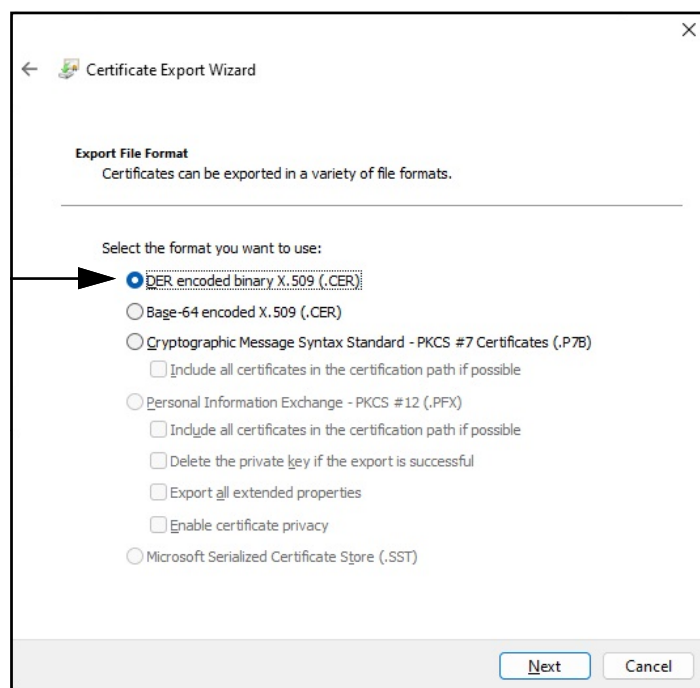 Certificate Export Wizard
Export File Format
Certificates can be exported in a variety of file formats.
Select the format you want to use:
DER encoded binary X.509 (.CER)
Base-64 encoded X.509 (.CER)
Cryptographic Message Syntax Standard - PKCS #7 Certificates (.P7B)
Include all certificates in the certification path if possible
Personal Information Exchange - PKCS #12 (.PFX)
Include all certificates in the certification path if possible
Delete the private key if the export is successful
Export all extended properties
Enable certificate privacy
Microsoft Serialized Certificate Store (.SST)
Next Cancel